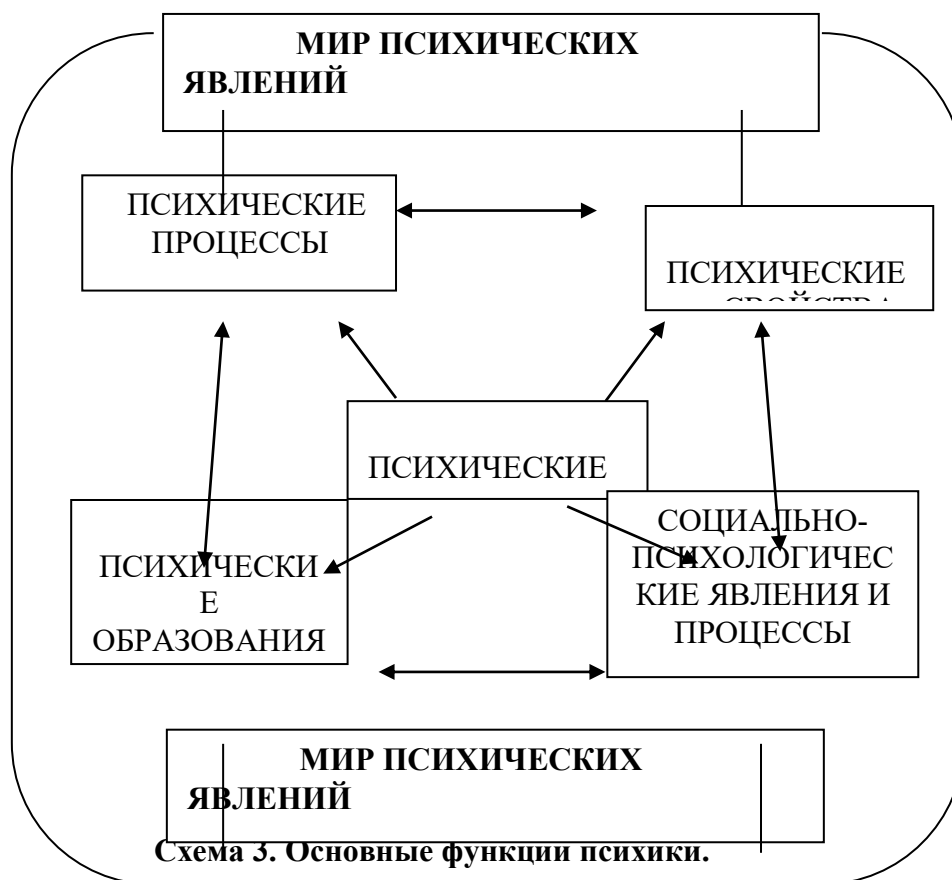 МИР ПСИХИЧЕСКИХ
ЯВЛЕНИЙ
ПСИХИЧЕСКИЕ
ПРОЦЕССЫ
ПСИХИЧЕСКИЕ
СВОЙСТВА
ПСИХИЧЕСКИЕ
ПСИХИЧЕСКИ
Е
ОБРАЗОВАНИЯ
СОЦИАЛЬНО-
ПСИХОЛОГИЧЕС
КИЕ ЯВЛЕНИЯ И
ПРОЦЕССЫ
МИР ПСИХИЧЕСКИХ
ЯВЛЕНИЙ
Схема 3. Основные функции психики.